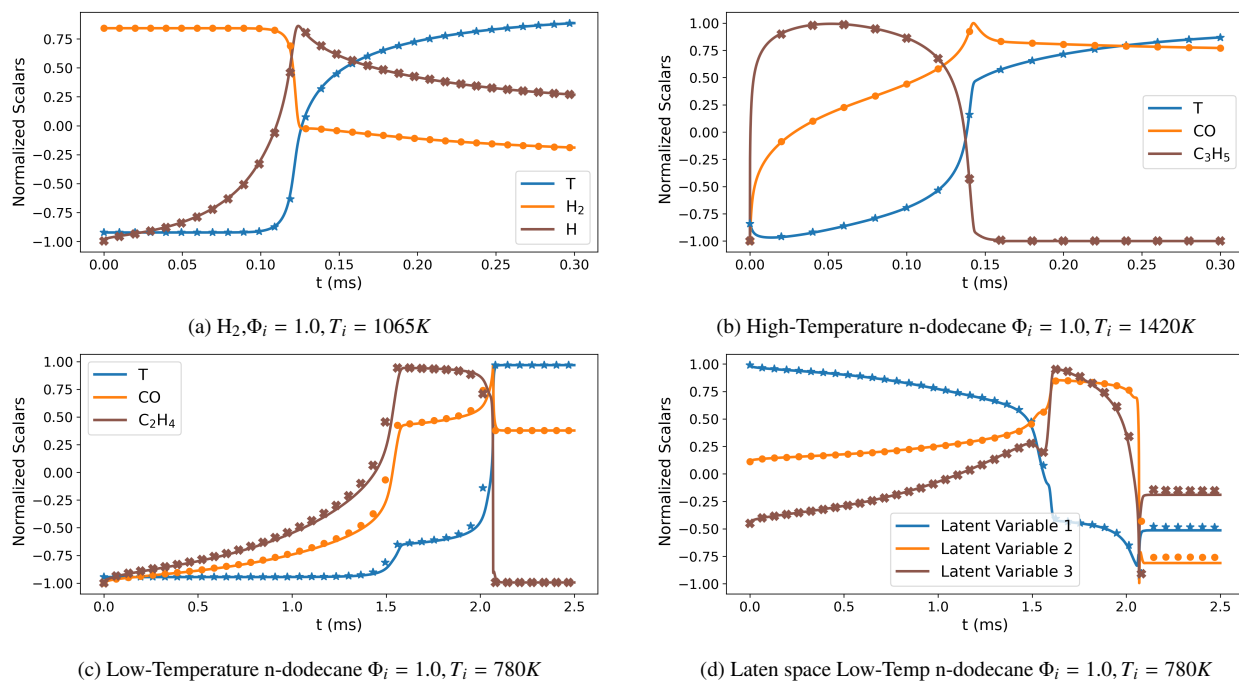 Normalized Scalars
0.75
0.50
0.25
0.00
−0.25
−0.50
−0.75
−1.00
T
H₂
H
0.00 0.05 0.10 0.15 0.20 0.25 0.30
t (ms)
(a) H₂,Φᵢ = 1.0, Tᵢ = 1065K
Normalized Scalars
1.00
0.75
0.50
0.25
0.00
−0.25
−0.50
−0.75
−1.00
T
CO
C₃H₅
0.00 0.05 0.10 0.15 0.20 0.25 0.30
t (ms)
(b) High-Temperature n-dodecane Φᵢ = 1.0, Tᵢ = 1420K
Normalized Scalars
1.00
0.75
0.50
0.25
0.00
−0.25
−0.50
−0.75
−1.00
T
CO
C₂H₄
0.0 0.5 1.0 1.5 2.0 2.5
t (ms)
(c) Low-Temperature n-dodecane Φᵢ = 1.0, Tᵢ = 780K
Normalized Scalars
1.00
0.75
0.50
0.25
0.00
−0.25
−0.50
−0.75
−1.00
Latent Variable 1
Latent Variable 2
Latent Variable 3
0.0 0.5 1.0 1.5 2.0 2.5
t (ms)
(d) Laten space Low-Temp n-dodecane Φᵢ = 1.0, Tᵢ = 780K